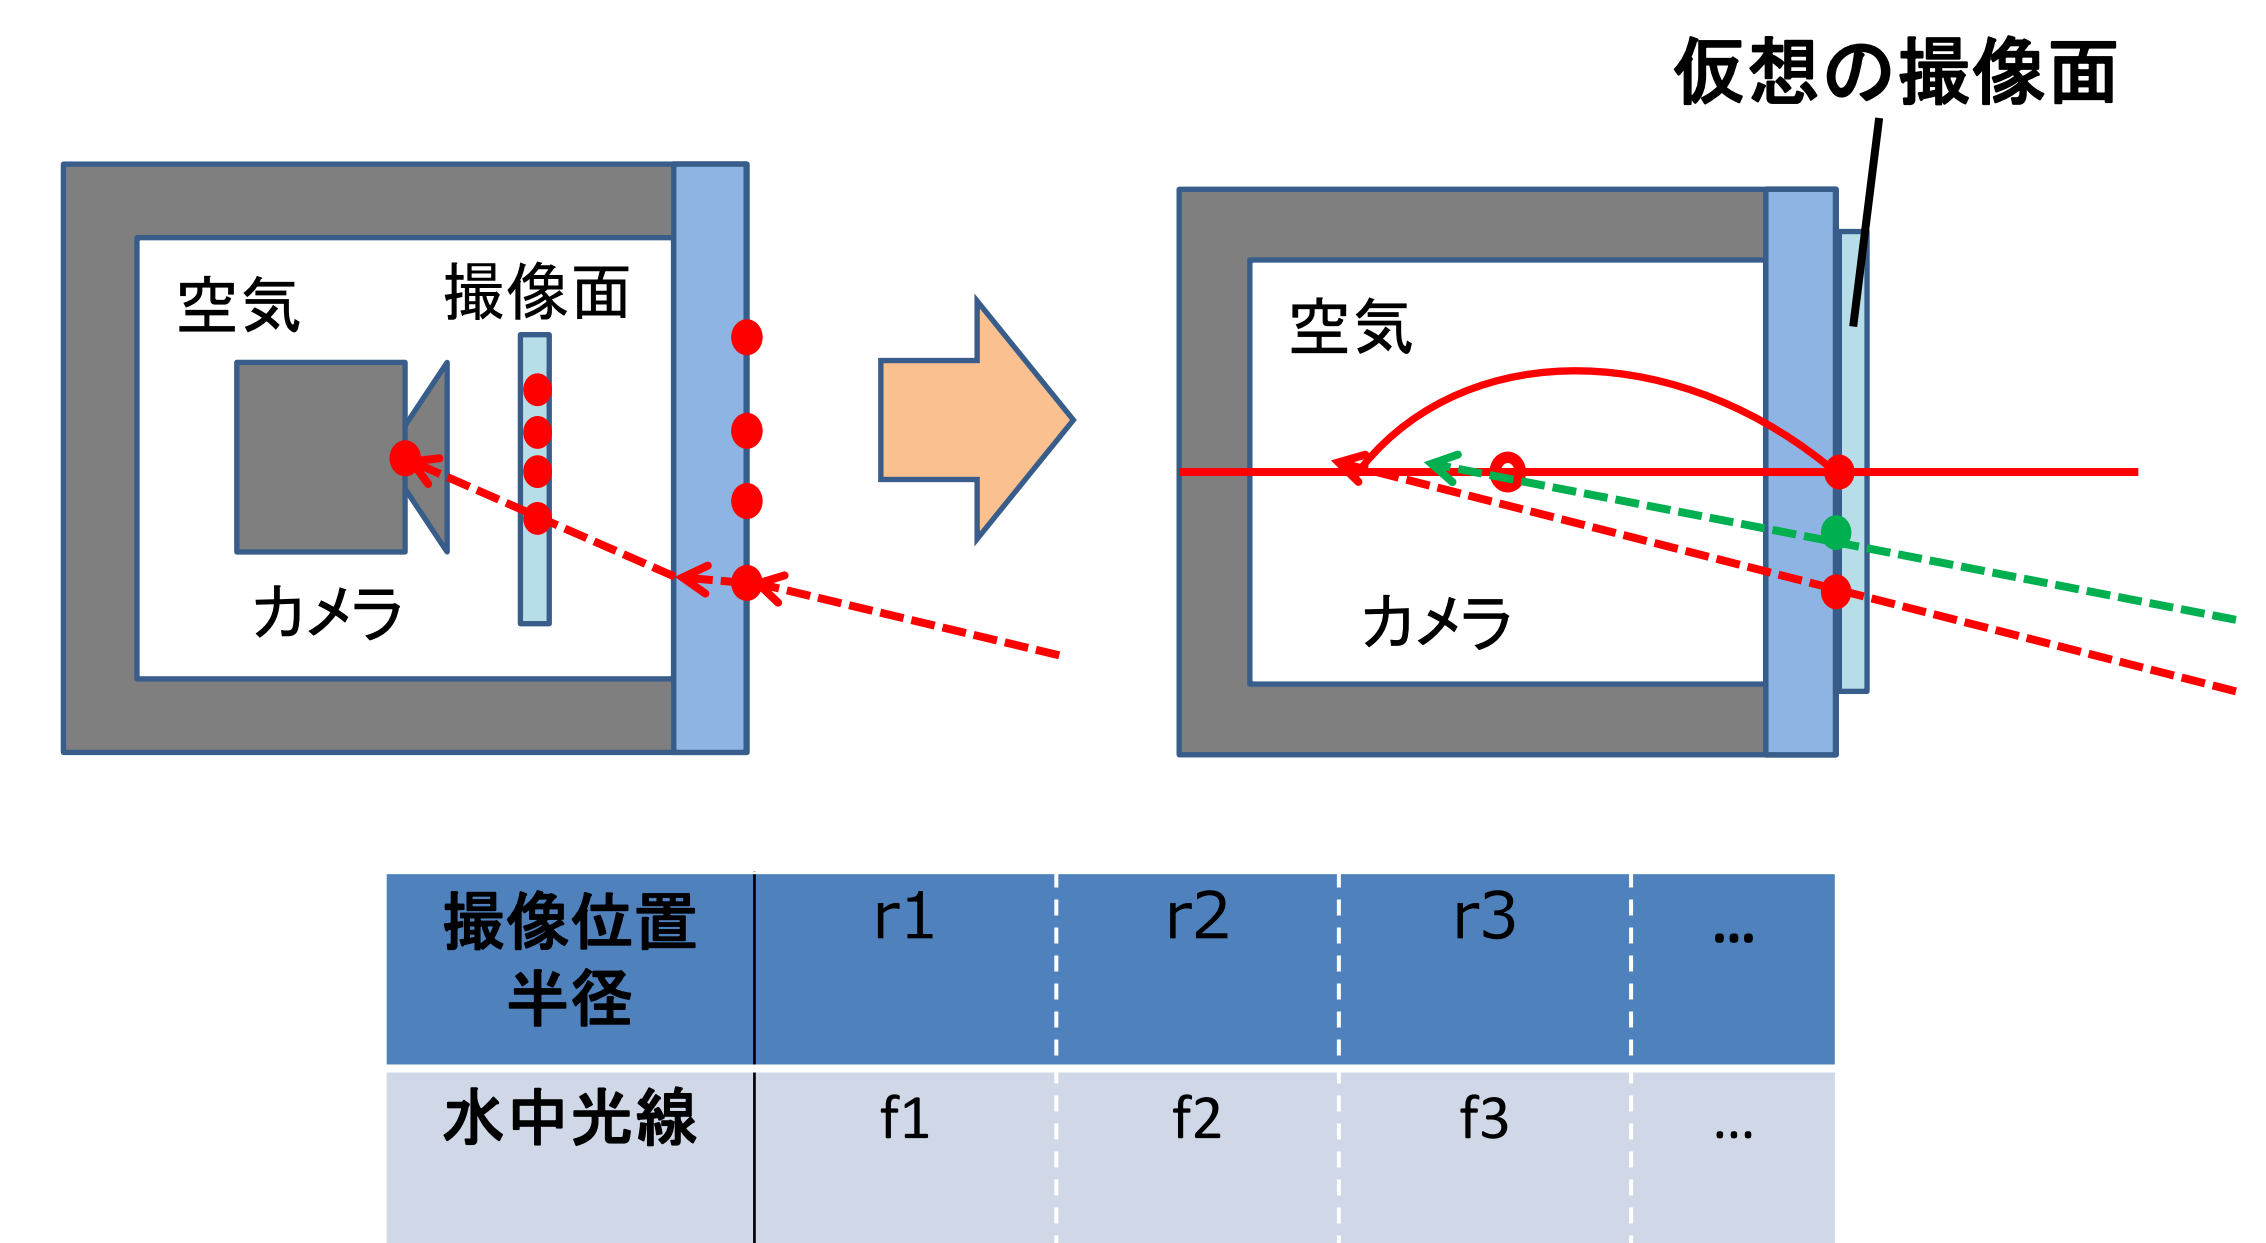 仮想の撮像面
空気
撮像面
カメラ
空気
カメラ
撮像位置
半径
r1
r2
r3
...
水中光線
f1
f2
f3
...